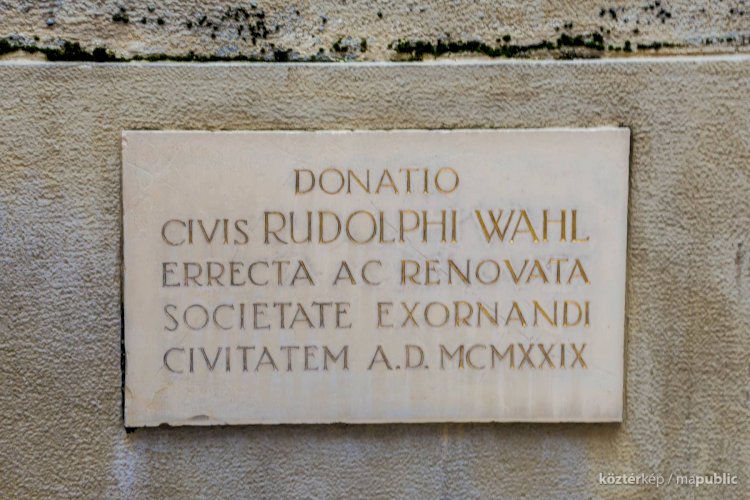 DONATIO
CIVIS RUDOLPHI WAHL
ERRECTA AC RENOVATA
SOCIETATE EXORNANDI
CIVITATEM A.D. MCMXXIX
köztérkép / mapublic